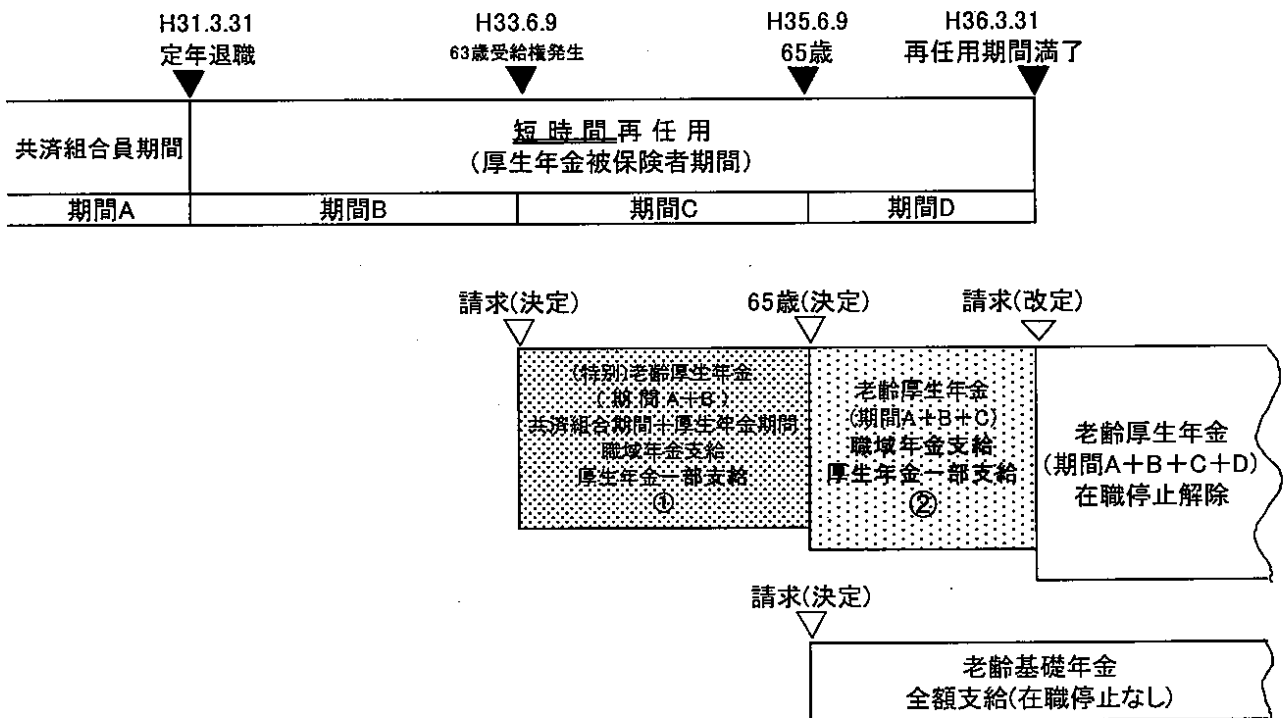 H31.3.31
定年退職
H33.6.9
63歳受給権発生
H35.6.9
65歳
H36.3.31
再任用期間満了
共済組合員期間
短時間再任用
(厚生年金被保険者期間)
期間A
期間B
期間C
期間D
請求(決定)
65歳(決定)
請求(改定)
(特別)老齢厚生年金
(期間A+B)
共済組合期間+厚生年金期間
職域年金支給
厚生年金一部支給
①
老齢厚生年金
(期間A+B+C)
職域年金支給
厚生年金一部支給
②
老齢厚生年金
(期間A+B+C+D)
在職停止解除
請求(決定)
老齢基礎年金
全額支給(在職停止なし)